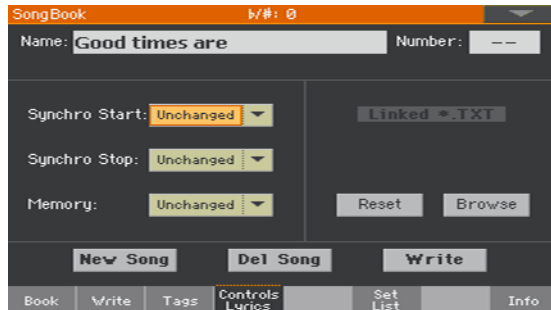 SongBook ♭/#: 0
Name: Good times are Number: --
Synchro Start: Unchanged Linked *.TXT
Synchro Stop: Unchanged
Memory: Unchanged Reset Browse
New Song Del Song Write
Book Write Tags Controls Lyrics Set List Info